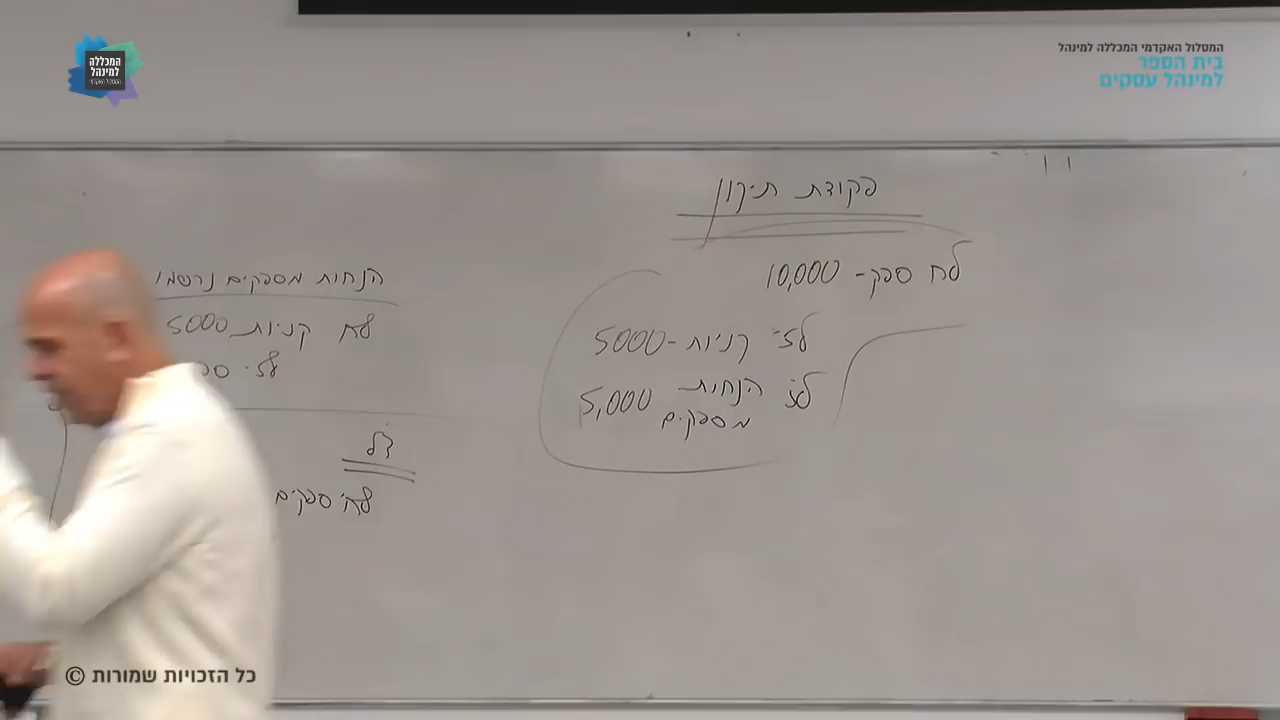 המכללה
למינהל
המסלול האקדמי המכללה למינהל
בית הספר
למינהל עסקים
פקודת תיקון
לח ספק - 10,000
לז' קניות - 5000
לז' הנחות 5,000
מספקים
הנחות מספקים נרשמו
לח' קניות 5000
לז' ספ
צ"ל
לח' ספקים
כל הזכויות שמורות ©